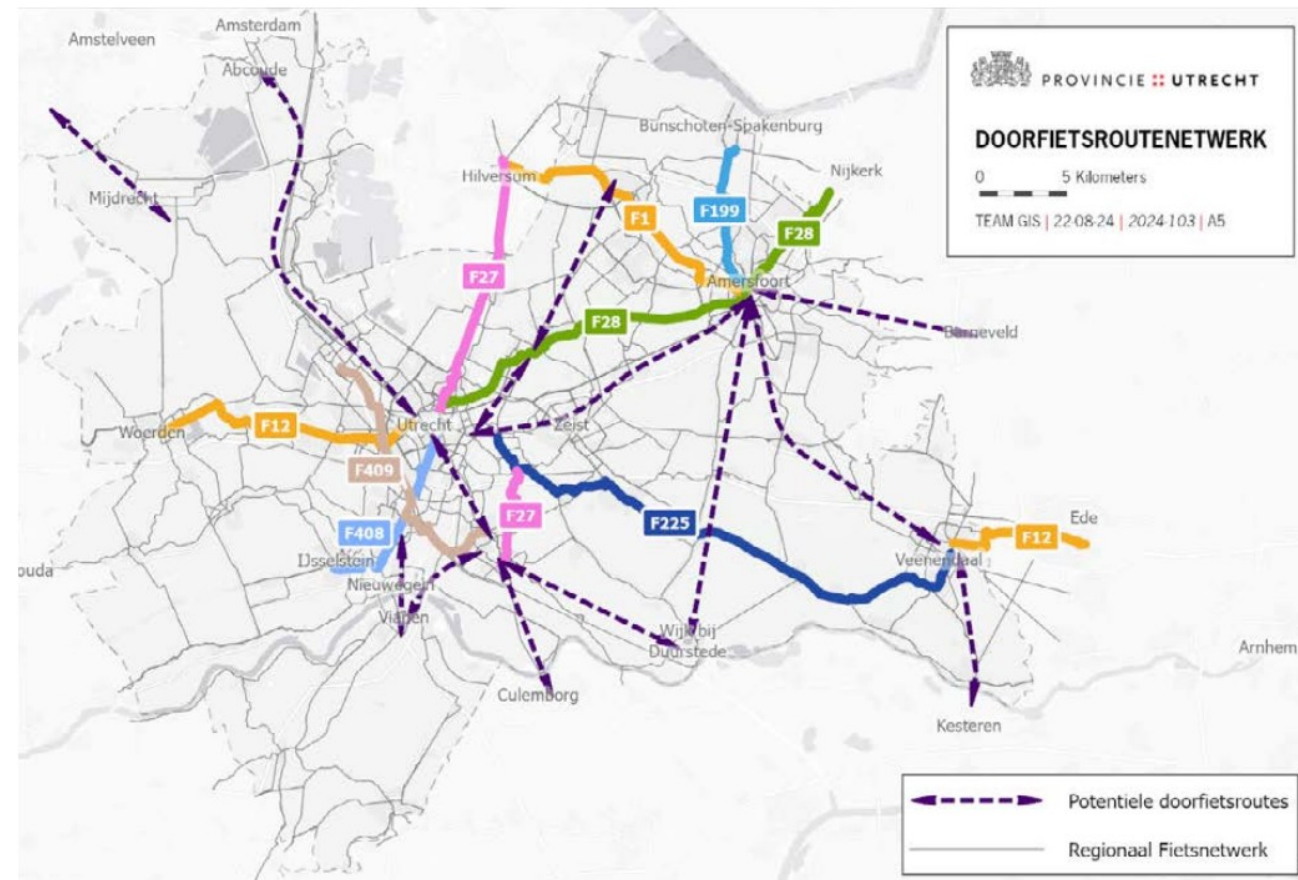 Amsterdam
Amstelveen
Abcoude
PROVINCIE UTRECHT
DOORFIETSROUTENETWERK
0 5 Kilometers
TEAM GIS | 22-08-24 | 2024-103 | A5
Bunschoten-Spakenburg
Hilversum
Nijkerk
Mijdrecht
F1
F199
F28
F27
Amersfoort
F28
Barneveld
Woerden
F12
Utrecht
Zeist
F409
F27
F225
F408
Ede
F12
IJsselstein
Veenendaal
ouda
Nieuwegein
Vianen
Wijk bij
Duurstede
Arnhem
Culemborg
Kesteren
Potentiele doorfietsroutes
Regionaal Fietsnetwerk